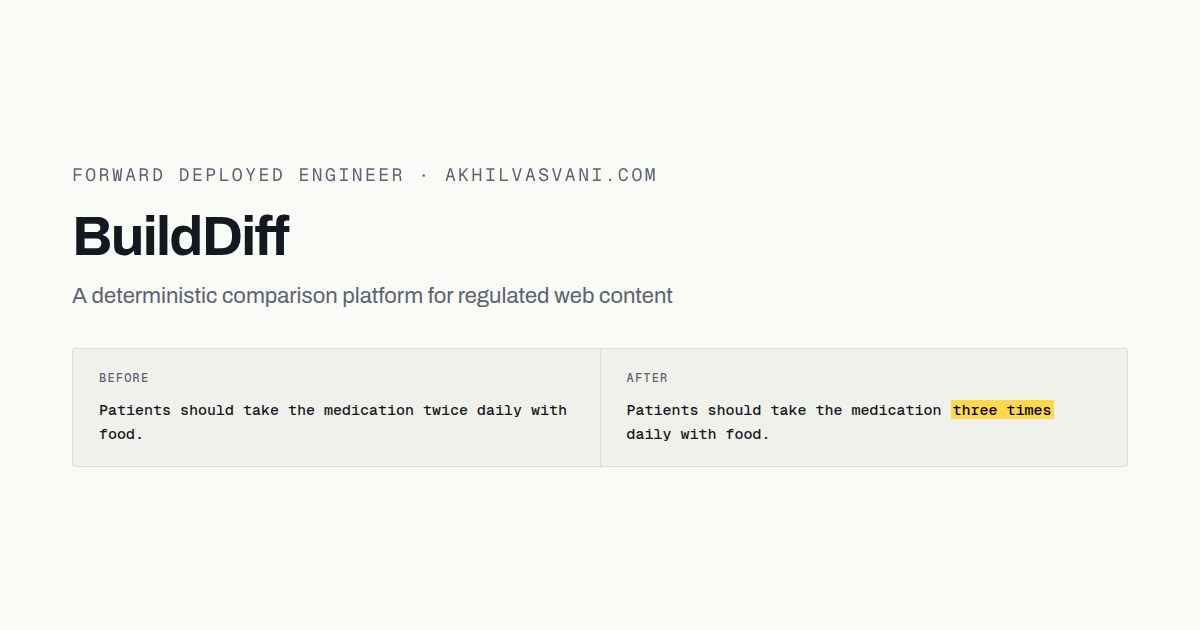 FORWARD DEPLOYED ENGINEER · AKHILVASVANI.COM
BuildDiff
A deterministic comparison platform for regulated web content
BEFORE
Patients should take the medication twice daily with
food.
AFTER
Patients should take the medication three times
daily with food.